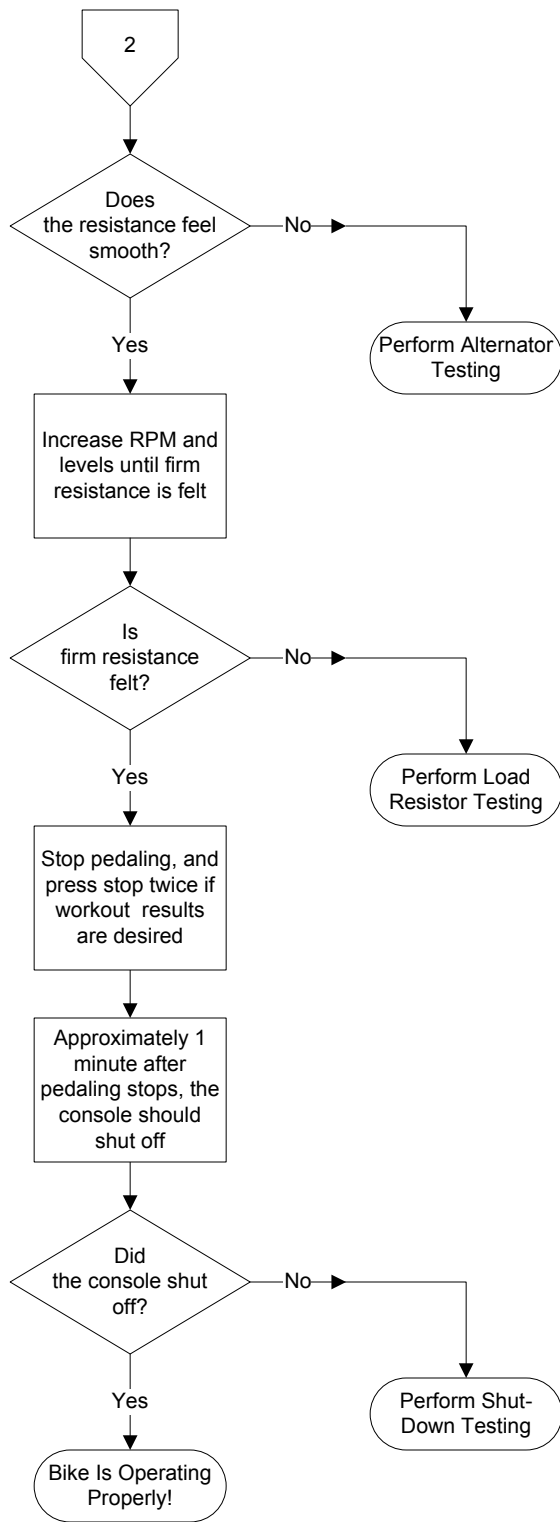 2
Does
the resistance feel
smooth?
No
Perform Alternator
Testing
Yes
Increase RPM and
levels until firm
resistance is felt
Is
firm resistance
felt?
No
Perform Load
Resistor Testing
Yes
Stop pedaling, and
press stop twice if
workout results
are desired
Approximately 1
minute after
pedaling stops, the
console should
shut off
Did
the console shut
off?
No
Perform Shut-
Down Testing
Yes
Bike Is Operating
Properly!